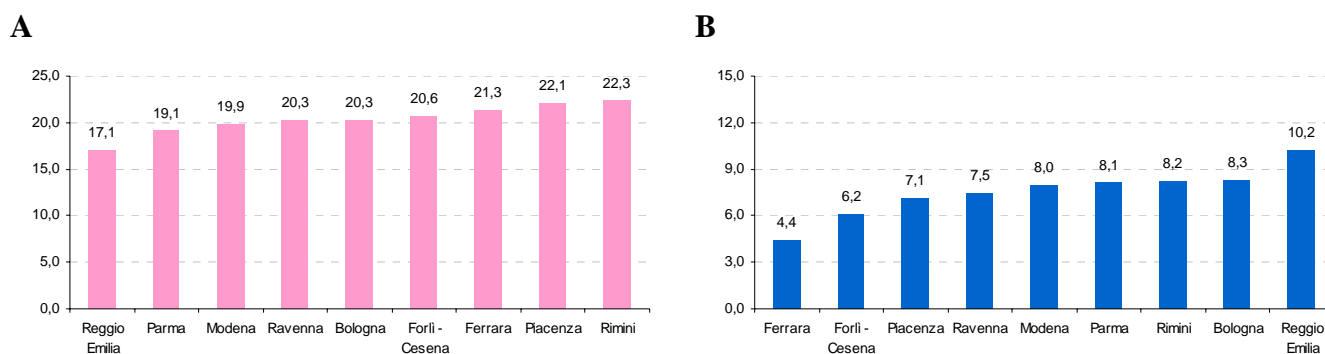 A
25,0
20,0
15,0
10,0
5,0
0,0
17,1
19,1
19,9
20,3
20,3
20,6
21,3
22,1
22,3
Reggio
Emilia
Parma
Modena
Ravenna
Bologna
Forlì -
Cesena
Ferrara
Piacenza
Rimini
B
15,0
12,0
9,0
6,0
3,0
0,0
4,4
6,2
7,1
7,5
8,0
8,1
8,2
8,3
10,2
Ferrara
Forlì -
Cesena
Piacenza
Ravenna
Modena
Parma
Rimini
Bologna
Reggio
Emilia